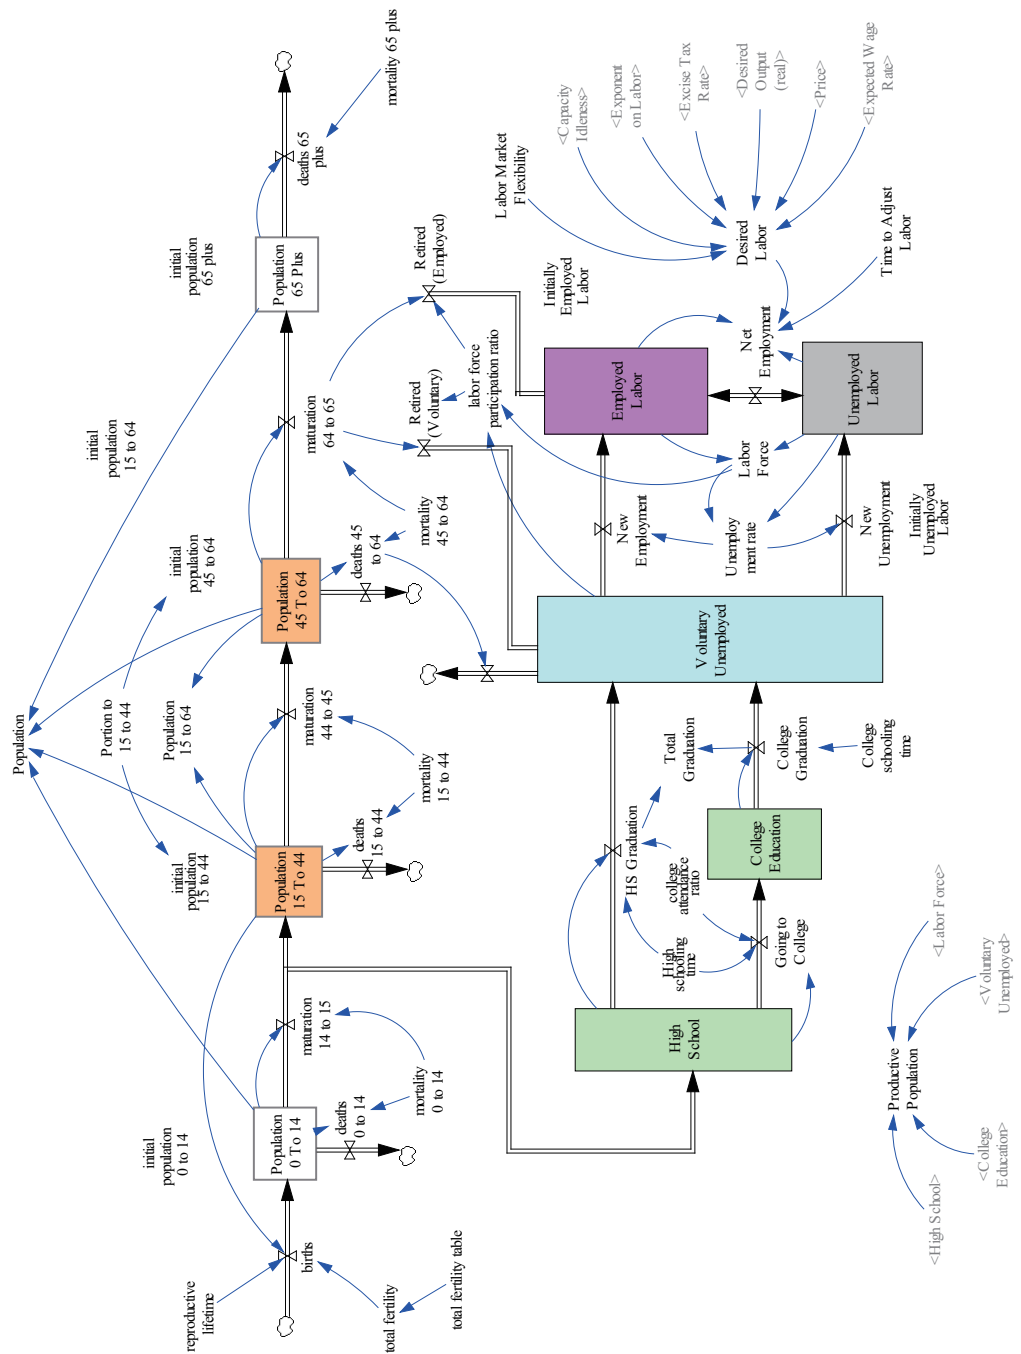 Population
initial
population
0 to 14
initial
population
15 to 44
Portion to
15 to 44
Population
15 to 64
initial
population
45 to 64
initial
population
15 to 64
initial
population
65 plus
reproductive
lifetime
births
total fertility
total fertility table
Population
0 To 14
deaths
0 to 14
mortality
0 to 14
maturation
14 to 15
Population
15 To 44
deaths
15 to 44
mortality
15 to 44
maturation
44 to 45
Population
45 To 64
deaths 45
to 64
mortality
45 to 64
maturation
64 to 65
Population
65 Plus
deaths 65
plus
mortality 65 plus
Retired
(Voluntary)
Retired
(Employed)
labor force
participation ratio
High
School
HS Graduation
High
schooling
time
college
attendance
ratio
Going to
College
College
Education
Total
Graduation
College
Graduation
College
schooling
time
Voluntary
Unemployed
New
Employment
Unemploy
ment rate
New
Unemployment
Initially
Unemployed
Labor
Labor
Force
Employed
Labor
Unemployed
Labor
Initially
Employed
Labor
Net
Employment
Time to Adjust
Labor
Desired
Labor
Labor Market
Flexibility
<Capacity
Idleness>
<Exponent
on Labor>
<Excise Tax
Rate>
<Desired
Output
(real)>
<Price>
<Expected Wage
Rate>
<High School>
<College
Education>
Productive
Population
<Labor Force>
<Voluntary
Unemployed>